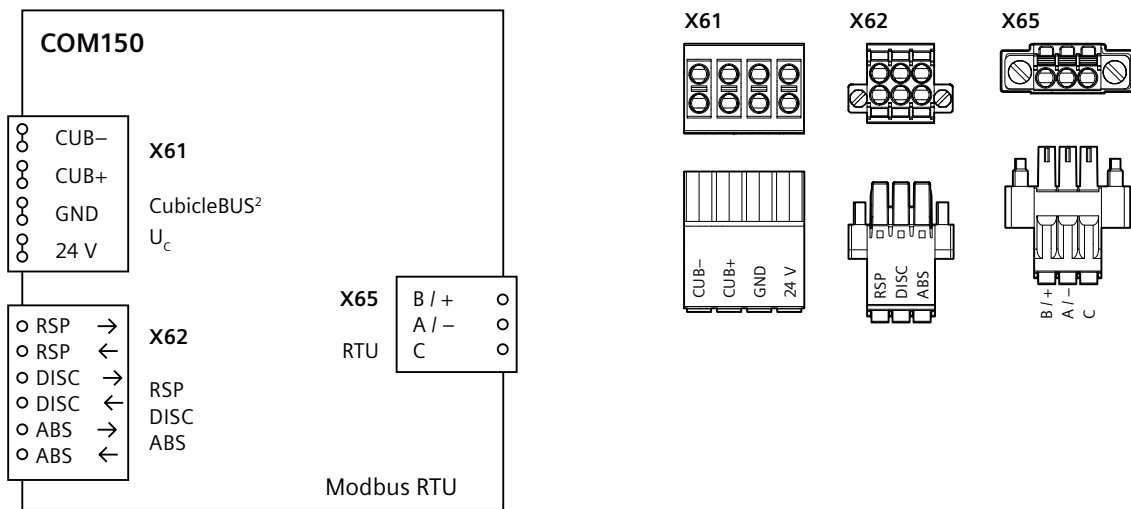 COM150
CUB–
CUB+
GND
24 V
X61
CubicleBUS²
U_C
RSP →
RSP ←
DISC →
DISC ←
ABS →
ABS ←
X62
RSP
DISC
ABS
X65
RTU
B / +
A / –
C
Modbus RTU
X61
X62
X65
CUB–
CUB+
GND
24 V
RSP
DISC
ABS
B / +
A / –
C